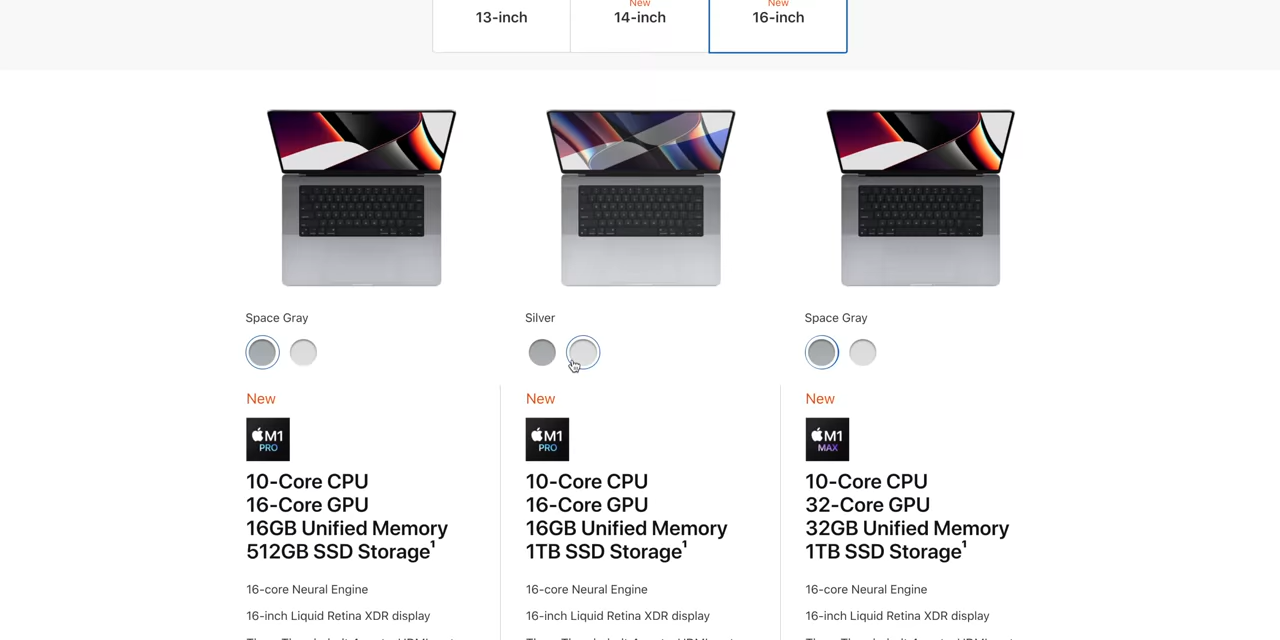 New
New
13-inch
14-inch
16-inch
Space Gray
Silver
Space Gray
New
New
New
M1
PRO
M1
PRO
M1
MAX
10-Core CPU
16-Core GPU
16GB Unified Memory
512GB SSD Storage¹
10-Core CPU
16-Core GPU
16GB Unified Memory
1TB SSD Storage¹
10-Core CPU
32-Core GPU
32GB Unified Memory
1TB SSD Storage¹
16-core Neural Engine
16-inch Liquid Retina XDR display
16-core Neural Engine
16-inch Liquid Retina XDR display
16-core Neural Engine
16-inch Liquid Retina XDR display